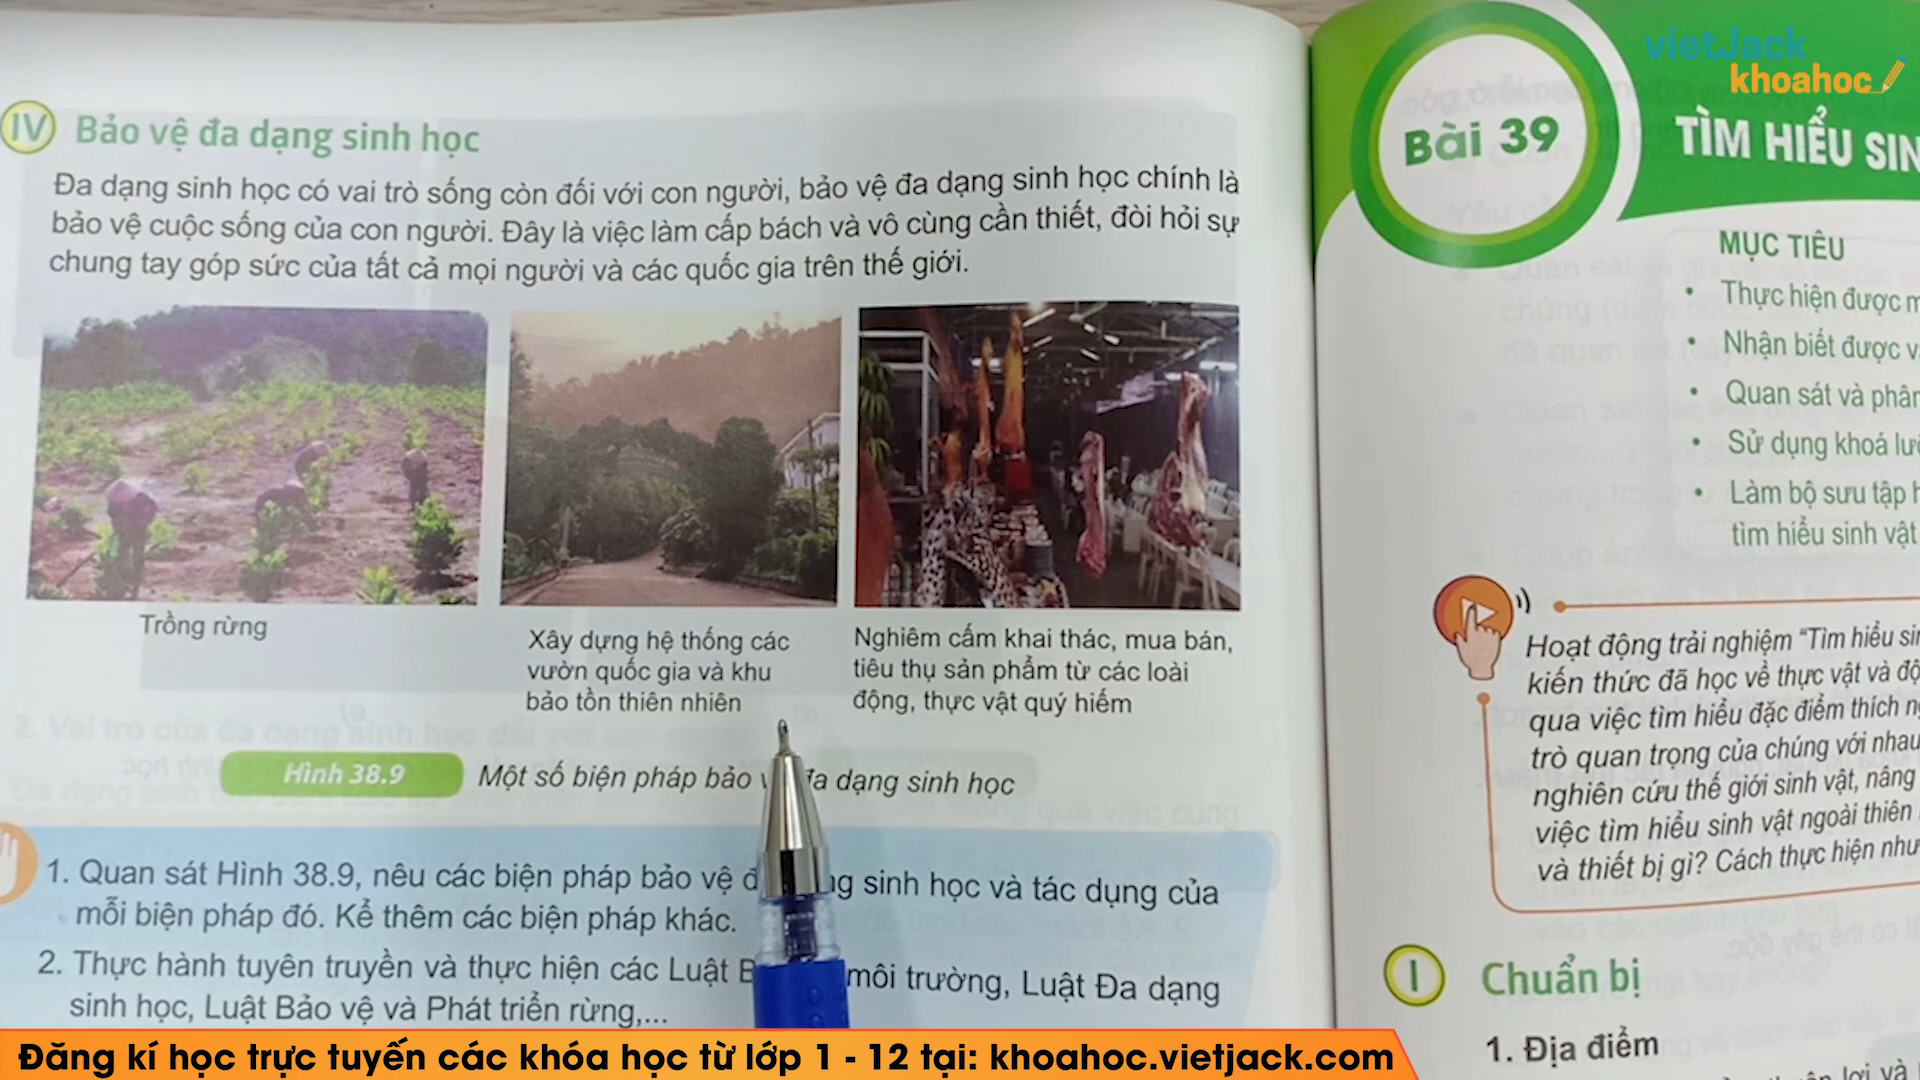 IV Bảo vệ đa dạng sinh học
Đa dạng sinh học có vai trò sống còn đối với con người, bảo vệ đa dạng sinh học chính là
bảo vệ cuộc sống của con người. Đây là việc làm cấp bách và vô cùng cần thiết, đòi hỏi sự
chung tay góp sức của tất cả mọi người và các quốc gia trên thế giới.
Trồng rừng
Xây dựng hệ thống các
vườn quốc gia và khu
bảo tồn thiên nhiên
Nghiêm cấm khai thác, mua bán,
tiêu thụ sản phẩm từ các loài
động, thực vật quý hiếm
Hình 38.9 Một số biện pháp bảo đa dạng sinh học
1. Quan sát Hình 38.9, nêu các biện pháp bảo vệ sinh học và tác dụng của
mỗi biện pháp đó. Kể thêm các biện pháp khác.
2. Thực hành tuyên truyền và thực hiện các Luật môi trường, Luật Đa dạng
sinh học, Luật Bảo vệ và Phát triển rừng,...
vietJack
khoahoc
Bài 39
TÌM HIỂU SIN
MỤC TIÊU
• Thực hiện được
• Nhận biết được
• Quan sát và phân
• Sử dụng khoá
• Làm bộ sưu tập
tìm hiểu sinh vật
Hoạt động trải nghiệm "Tìm hiểu
kiến thức đã học về thực vật và
qua việc tìm hiểu đặc điểm thích
trò quan trọng của chúng với nhau
nghiên cứu thế giới sinh vật, nâng
việc tìm hiểu sinh vật ngoài thiên
và thiết bị gì? Cách thực hiện như
I Chuẩn bị
1. Địa điểm
Đăng kí học trực tuyến các khóa học từ lớp 1 - 12 tại: khoahoc.vietjack.com